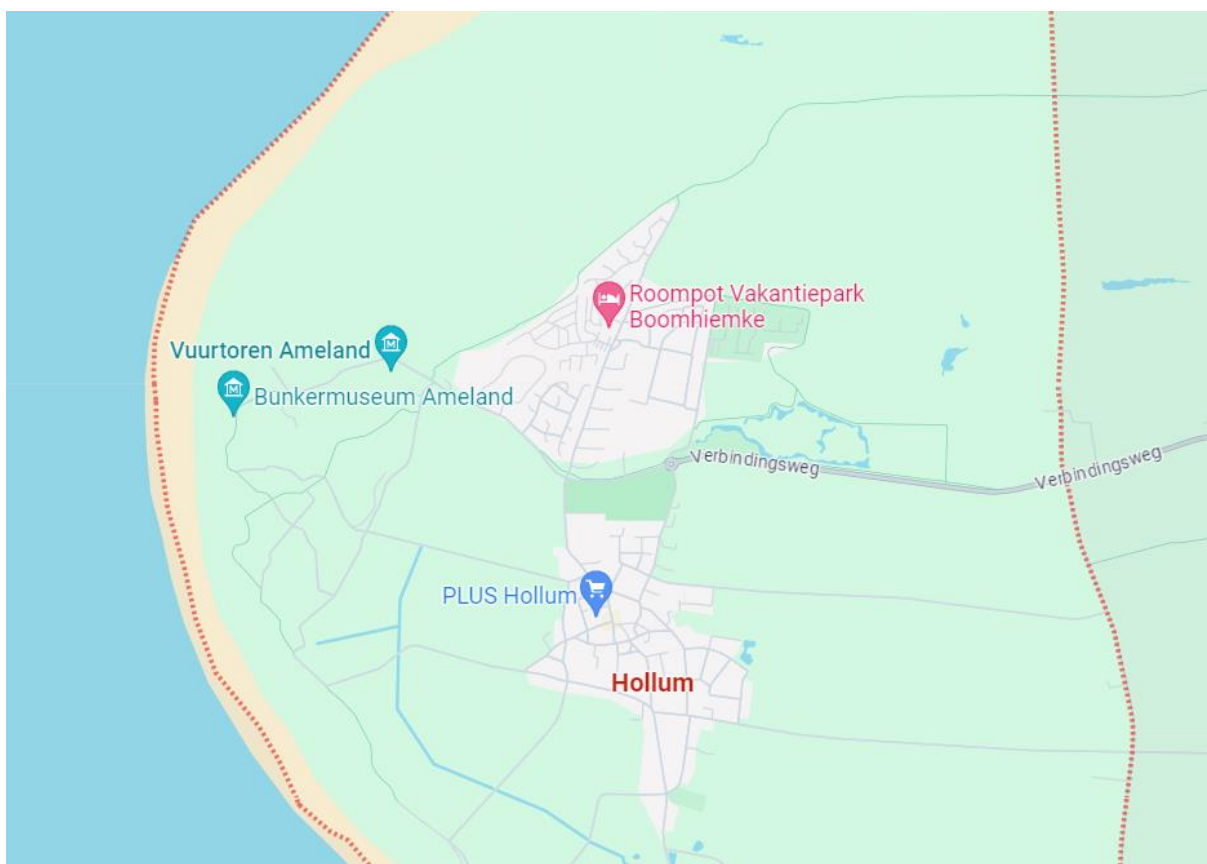 Roompot Vakantiepark
Boomhiemke
Vuurtoren Ameland
Bunkermuseum Ameland
Verbindingsweg
Verbindingsweg
PLUS Hollum
Hollum